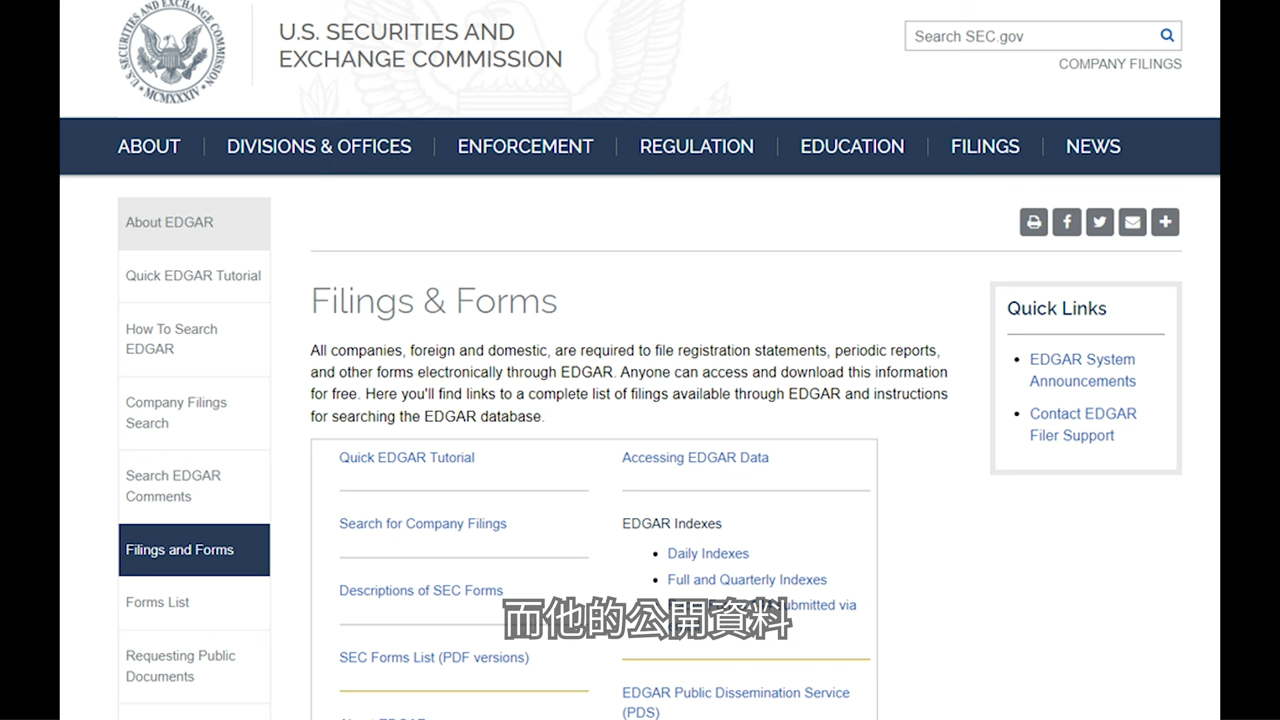 SECURITIES AND EXCHANGE COMM
MCMXXXIV
U.S. SECURITIES AND
EXCHANGE COMMISSION
Search SEC.gov
COMPANY FILINGS
ABOUT
DIVISIONS & OFFICES
ENFORCEMENT
REGULATION
EDUCATION
FILINGS
NEWS
About EDGAR
Quick EDGAR Tutorial
How To Search
EDGAR
Company Filings
Search
Search EDGAR
Comments
Filings and Forms
Forms List
Requesting Public
Documents
Filings & Forms
All companies, foreign and domestic, are required to file registration statements, periodic reports,
and other forms electronically through EDGAR. Anyone can access and download this information
for free. Here you'll find links to a complete list of filings available through EDGAR and instructions
for searching the EDGAR database.
Quick EDGAR Tutorial
Search for Company Filings
Descriptions of SEC Forms
SEC Forms List (PDF versions)
Accessing EDGAR Data
EDGAR Indexes
Daily Indexes
Full and Quarterly Indexes
submitted via
EDGAR Public Dissemination Service
(PDS)
Quick Links
EDGAR System
Announcements
Contact EDGAR
Filer Support
而他的公開資料